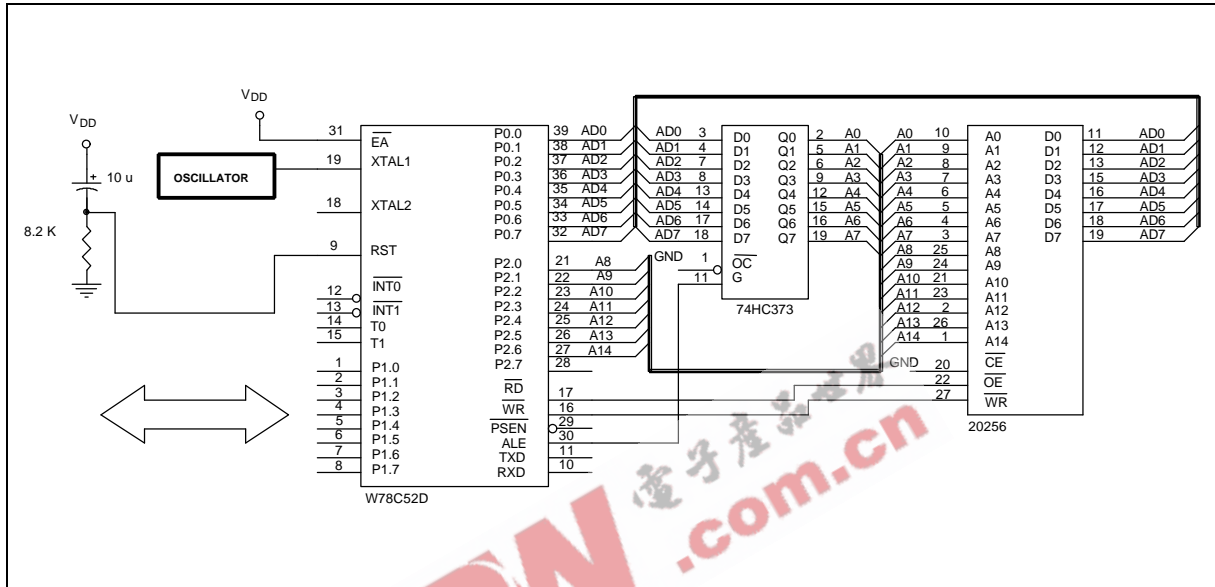 VDD
VDD
10 u
8.2 K
OSCILLATOR
31 EA
19 XTAL1
18 XTAL2
9 RST
12 INT0
13 INT1
14 T0
15 T1
1 P1.0
2 P1.1
3 P1.2
4 P1.3
5 P1.4
6 P1.5
7 P1.6
8 P1.7
P0.0 39 AD0
P0.1 38 AD1
P0.2 37 AD2
P0.3 36 AD3
P0.4 35 AD4
P0.5 34 AD5
P0.6 33 AD6
P0.7 32 AD7
P2.0 21 A8
P2.1 22 A9
P2.2 23 A10
P2.3 24 A11
P2.4 25 A12
P2.5 26 A13
P2.6 27 A14
P2.7 28
RD 17
WR 16
PSEN 29
ALE 30
TXD 11
RXD 10
W78C52D
AD0 3 D0 Q0 2 A0
AD1 4 D1 Q1 5 A1
AD2 7 D2 Q2 6 A2
AD3 8 D3 Q3 9 A3
AD4 13 D4 Q4 12 A4
AD5 14 D5 Q5 15 A5
AD6 17 D6 Q6 16 A6
AD7 18 D7 Q7 19 A7
GND 1 OC
11 G
74HC373
A0 10 A0 D0 11 AD0
A1 9 A1 D1 12 AD1
A2 8 A2 D2 13 AD2
A3 7 A3 D3 15 AD3
A4 6 A4 D4 16 AD4
A5 5 A5 D5 17 AD5
A6 4 A6 D6 18 AD6
A7 3 A7 D7 19 AD7
A8 25 A8
A9 24 A9
A10 21 A10
A11 23 A11
A12 2 A12
A13 26 A13
A14 1 A14
GND 20 CE
22 OE
27 WR
20256
電子產品世界
.com.cn